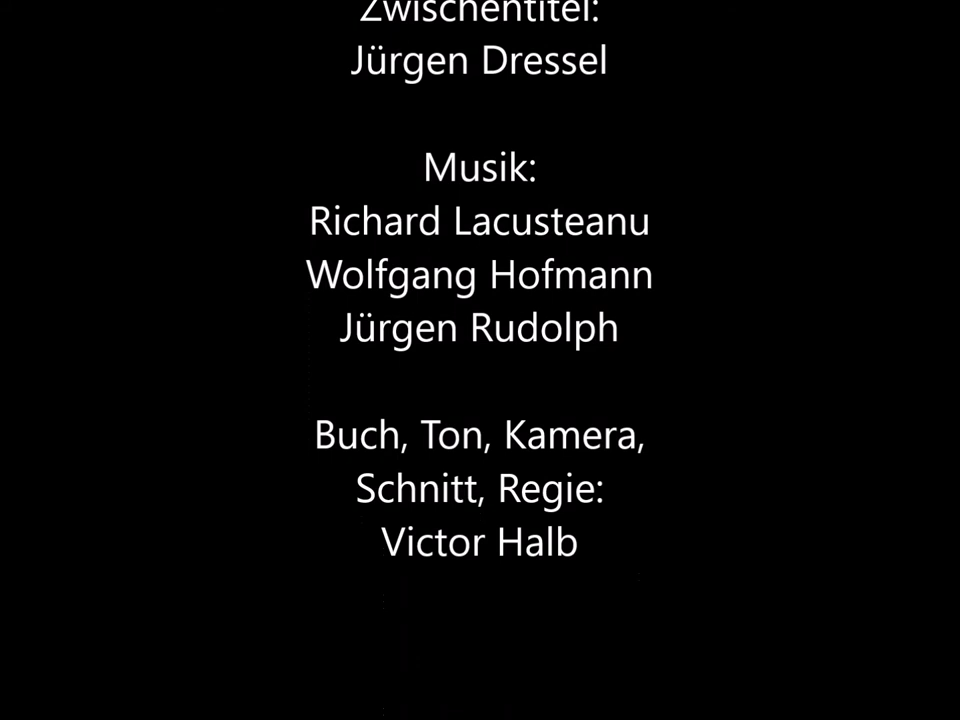 Zwischentitel:
Jürgen Dressel
Musik:
Richard Lacusteanu
Wolfgang Hofmann
Jürgen Rudolph
Buch, Ton, Kamera,
Schnitt, Regie:
Victor Halb